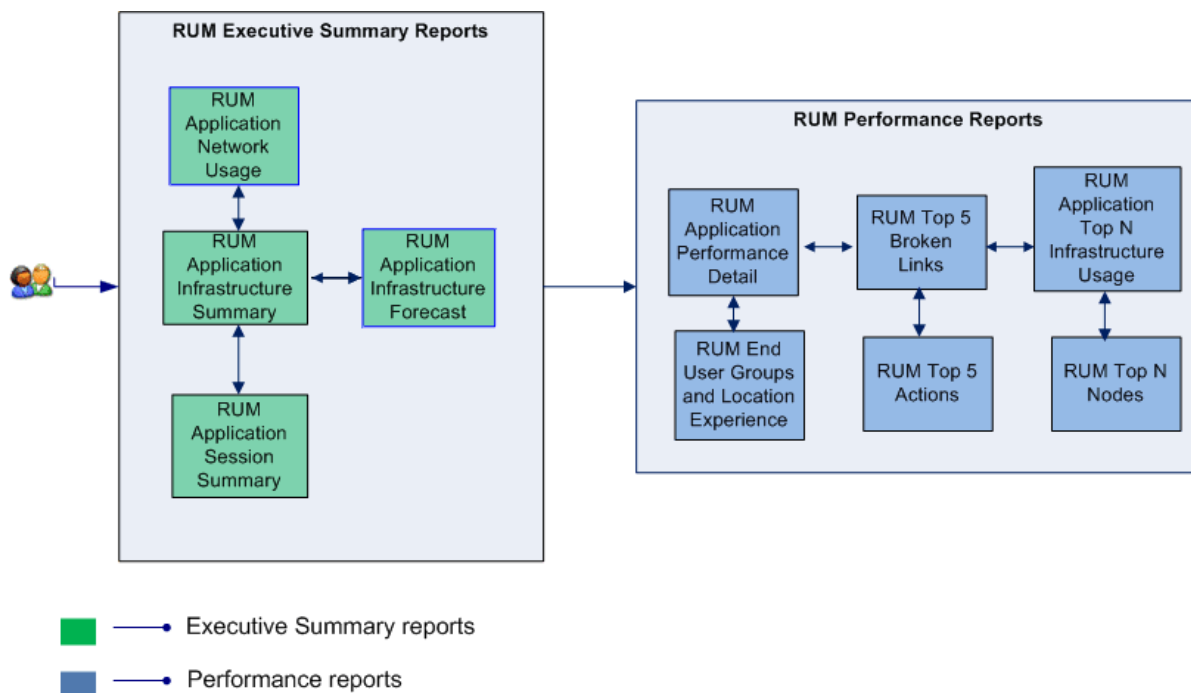 RUM Executive Summary Reports
RUM
Application
Network
Usage
RUM
Application
Infrastructure
Summary
RUM
Application
Infrastructure
Forecast
RUM
Application
Session
Summary
RUM Performance Reports
RUM
Application
Performance
Detail
RUM Top 5
Broken
Links
RUM
Application
Top N
Infrastructure
Usage
RUM End
User Groups
and Location
Experience
RUM Top 5
Actions
RUM Top N
Nodes
Executive Summary reports
Performance reports